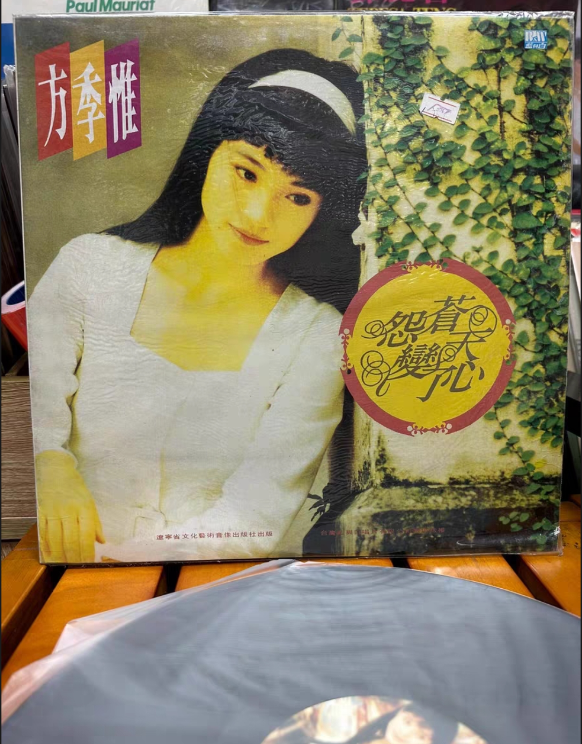 Paul Mauriat
方季惟
怨蒼天變了心
遼寧省文化藝術音像出版社出版